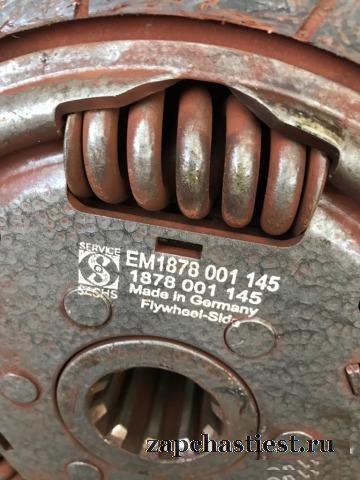 SERVICE
SACHS
EM1878 001 145
1878 001 145
Made in Germany
Flywheel-Side
zapchastiest.ru